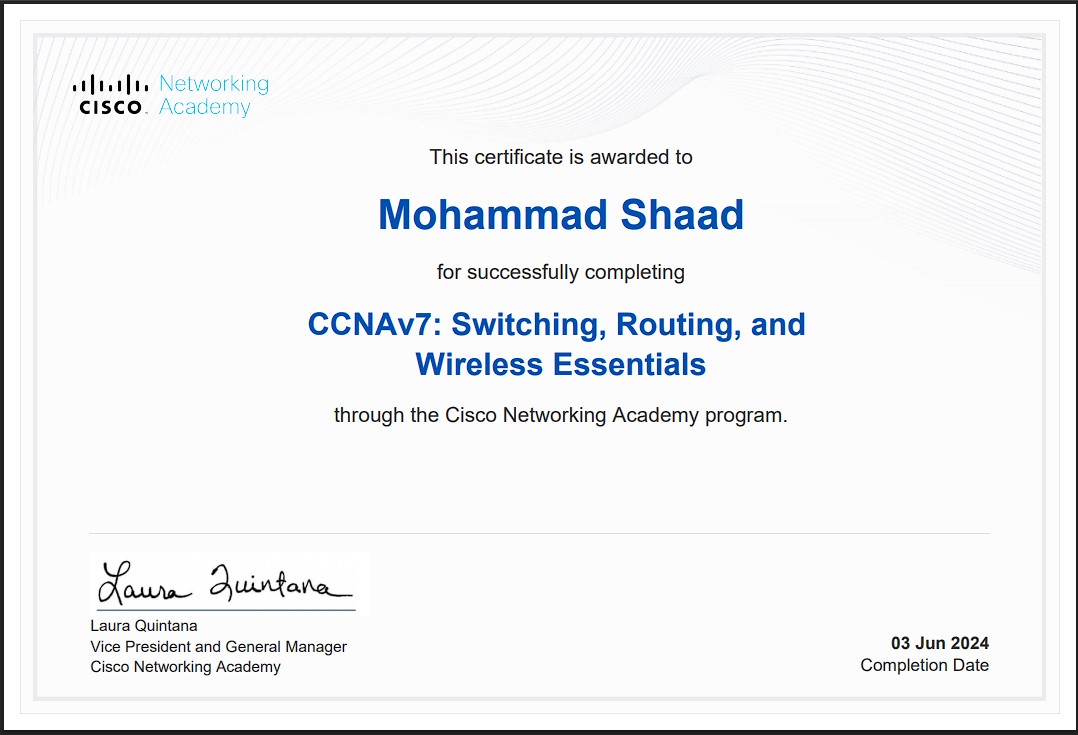 CISCO Networking
Academy
This certificate is awarded to
Mohammad Shaad
for successfully completing
CCNAv7: Switching, Routing, and
Wireless Essentials
through the Cisco Networking Academy program.
Laura Quintana
Laura Quintana
Vice President and General Manager
Cisco Networking Academy
03 Jun 2024
Completion Date